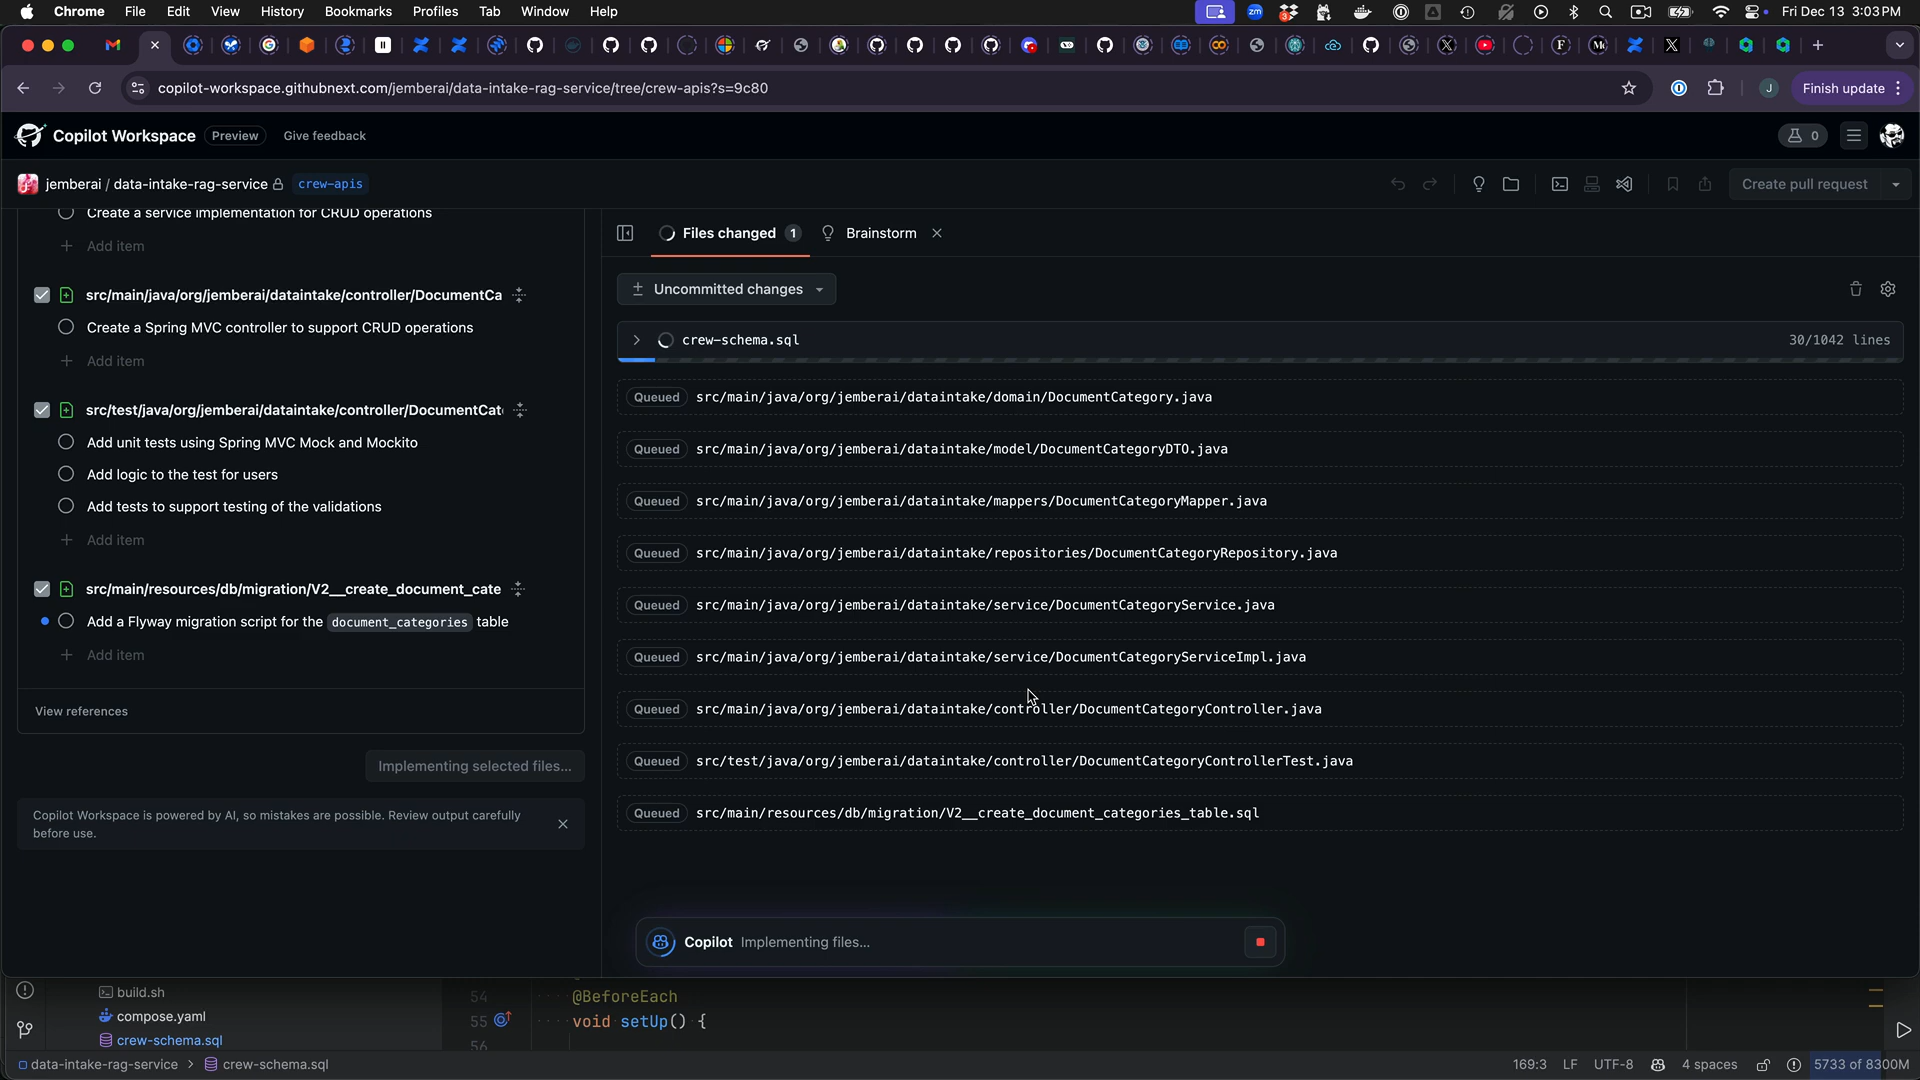 Chrome File Edit View History Bookmarks Profiles Tab Window Help
Fri Dec 13 3:03 PM
copilot-workspace.githubnext.com/jemberai/data-intake-rag-service/tree/crew-apis?s=9c80
J
Finish update
Copilot Workspace
Preview
Give feedback
0
jemberai / data-intake-rag-service
crew-apis
Create pull request
Create a service implementation for CRUD operations
Add item
src/main/java/org/jemberai/dataintake/controller/DocumentCa
Create a Spring MVC controller to support CRUD operations
Add item
src/test/java/org/jemberai/dataintake/controller/DocumentCat
Add unit tests using Spring MVC Mock and Mockito
Add logic to the test for users
Add tests to support testing of the validations
Add item
src/main/resources/db/migration/V2__create_document_cate
Add a Flyway migration script for the document_categories table
Add item
View references
Implementing selected files...
Copilot Workspace is powered by AI, so mistakes are possible. Review output carefully
before use.
Files changed 1
Brainstorm
Uncommitted changes
crew-schema.sql
30/1042 lines
Queued src/main/java/org/jemberai/dataintake/domain/DocumentCategory.java
Queued src/main/java/org/jemberai/dataintake/model/DocumentCategoryDTO.java
Queued src/main/java/org/jemberai/dataintake/mappers/DocumentCategoryMapper.java
Queued src/main/java/org/jemberai/dataintake/repositories/DocumentCategoryRepository.java
Queued src/main/java/org/jemberai/dataintake/service/DocumentCategoryService.java
Queued src/main/java/org/jemberai/dataintake/service/DocumentCategoryServiceImpl.java
Queued src/main/java/org/jemberai/dataintake/controller/DocumentCategoryController.java
Queued src/test/java/org/jemberai/dataintake/controller/DocumentCategoryControllerTest.java
Queued src/main/resources/db/migration/V2__create_document_categories_table.sql
Copilot Implementing files...
build.sh
compose.yaml
crew-schema.sql
54 @BeforeEach
55 void setUp() {
56
data-intake-rag-service > crew-schema.sql
169:3 LF UTF-8 4 spaces 5733 of 8300M